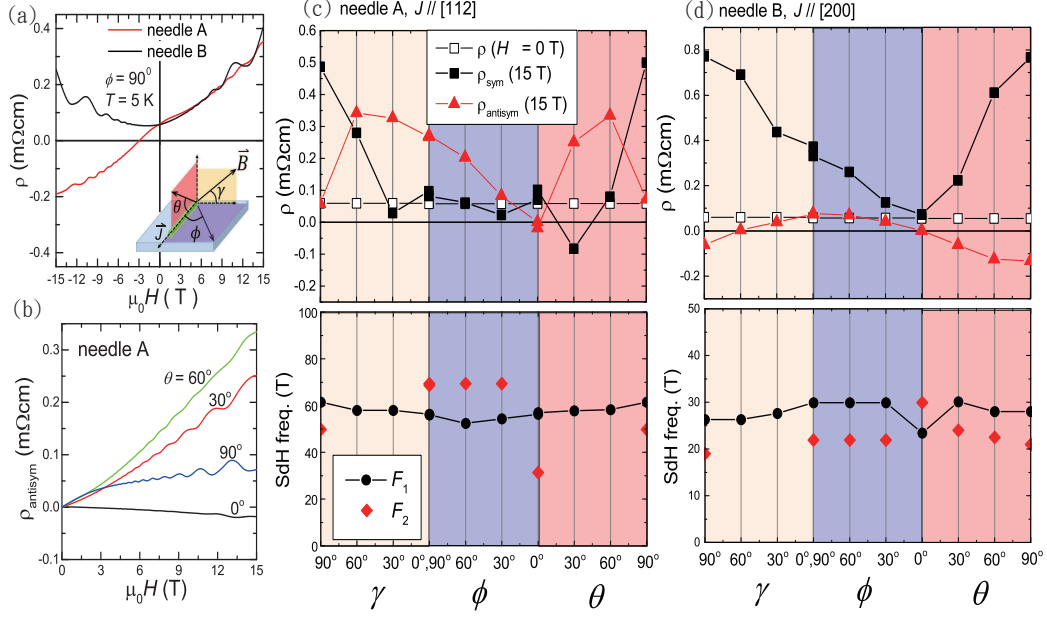 (a)
needle A
needle B
ϕ = 90°
T = 5 K
ρ (mΩcm)
0.4
0.2
0.0
-0.2
-0.4
B
γ
θ
J
ϕ
-15 -12 -9 -6 -3 0 3 6 9 12 15
μ0H (T)
(b)
needle A
θ = 60°
30°
90°
0°
ρantisym (mΩcm)
0.3
0.2
0.1
0.0
-0.1
0 3 6 9 12 15
μ0H (T)
(c) needle A, J // [112]
ρ (H = 0 T)
ρsym (15 T)
ρantisym (15 T)
ρ (mΩcm)
0.6
0.5
0.4
0.3
0.2
0.1
0.0
-0.1
-0.2
SdH freq. (T)
100
80
60
40
20
0
F1
F2
90° 60° 30° 0°,90° 60° 30° 0° 30° 60° 90°
γ ϕ θ
(d) needle B, J // [200]
ρ (mΩcm)
1.0
0.8
0.6
0.4
0.2
0.0
-0.2
SdH freq. (T)
50
40
30
20
10
0
90° 60° 30° 0°,90° 60° 30° 0° 30° 60° 90°
γ ϕ θ